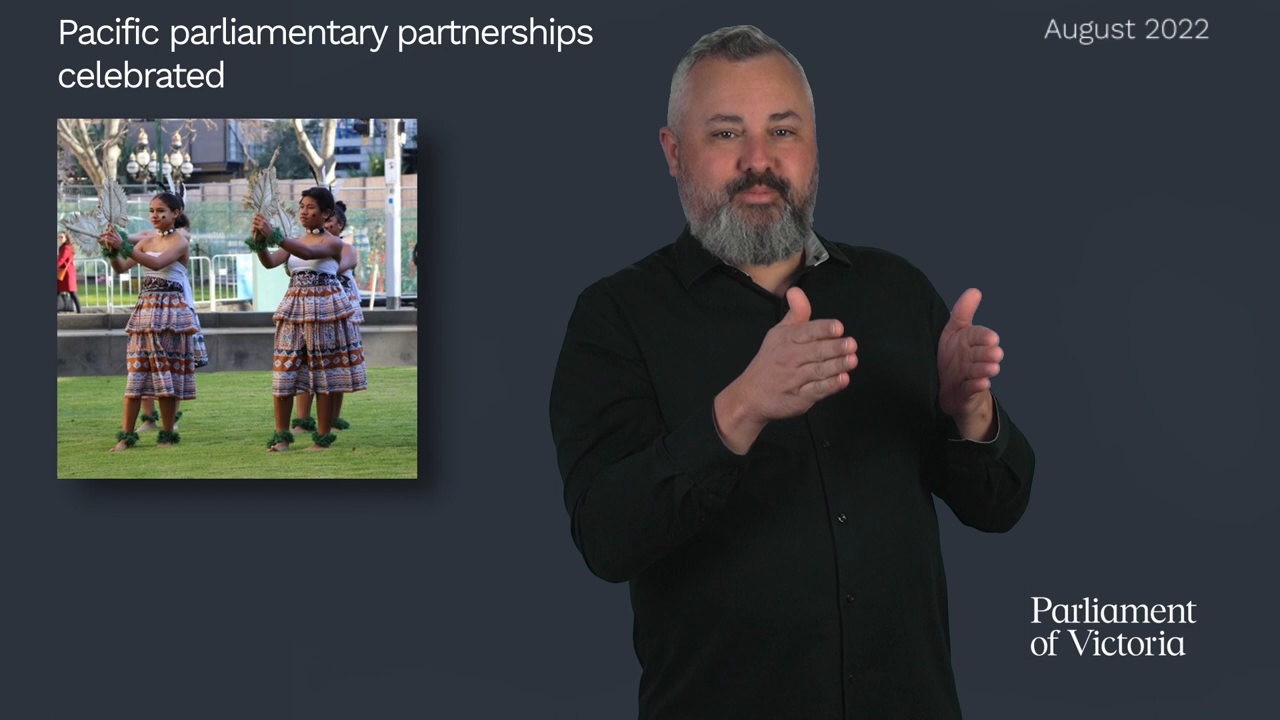 Pacific parliamentary partnerships
celebrated
August 2022
Parliament
of Victoria